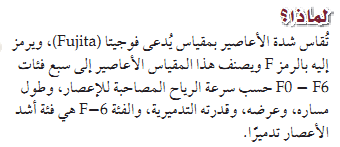 لماذا؟
تُقاس شدة الأعاصير بمقياس يُدعى فوجيتا (Fujita)، ويرمز
إليه بالرمز F ويصنف هذا المقياس الأعاصير إلى سبع فئات
F0 – F6 حسب سرعة الرياح المصاحبة للإعصار، وطول
مساره، وعرضه، وقدرته التدميرية، والفئة F–6 هي فئة أشد
الأعصار تدميرًا.